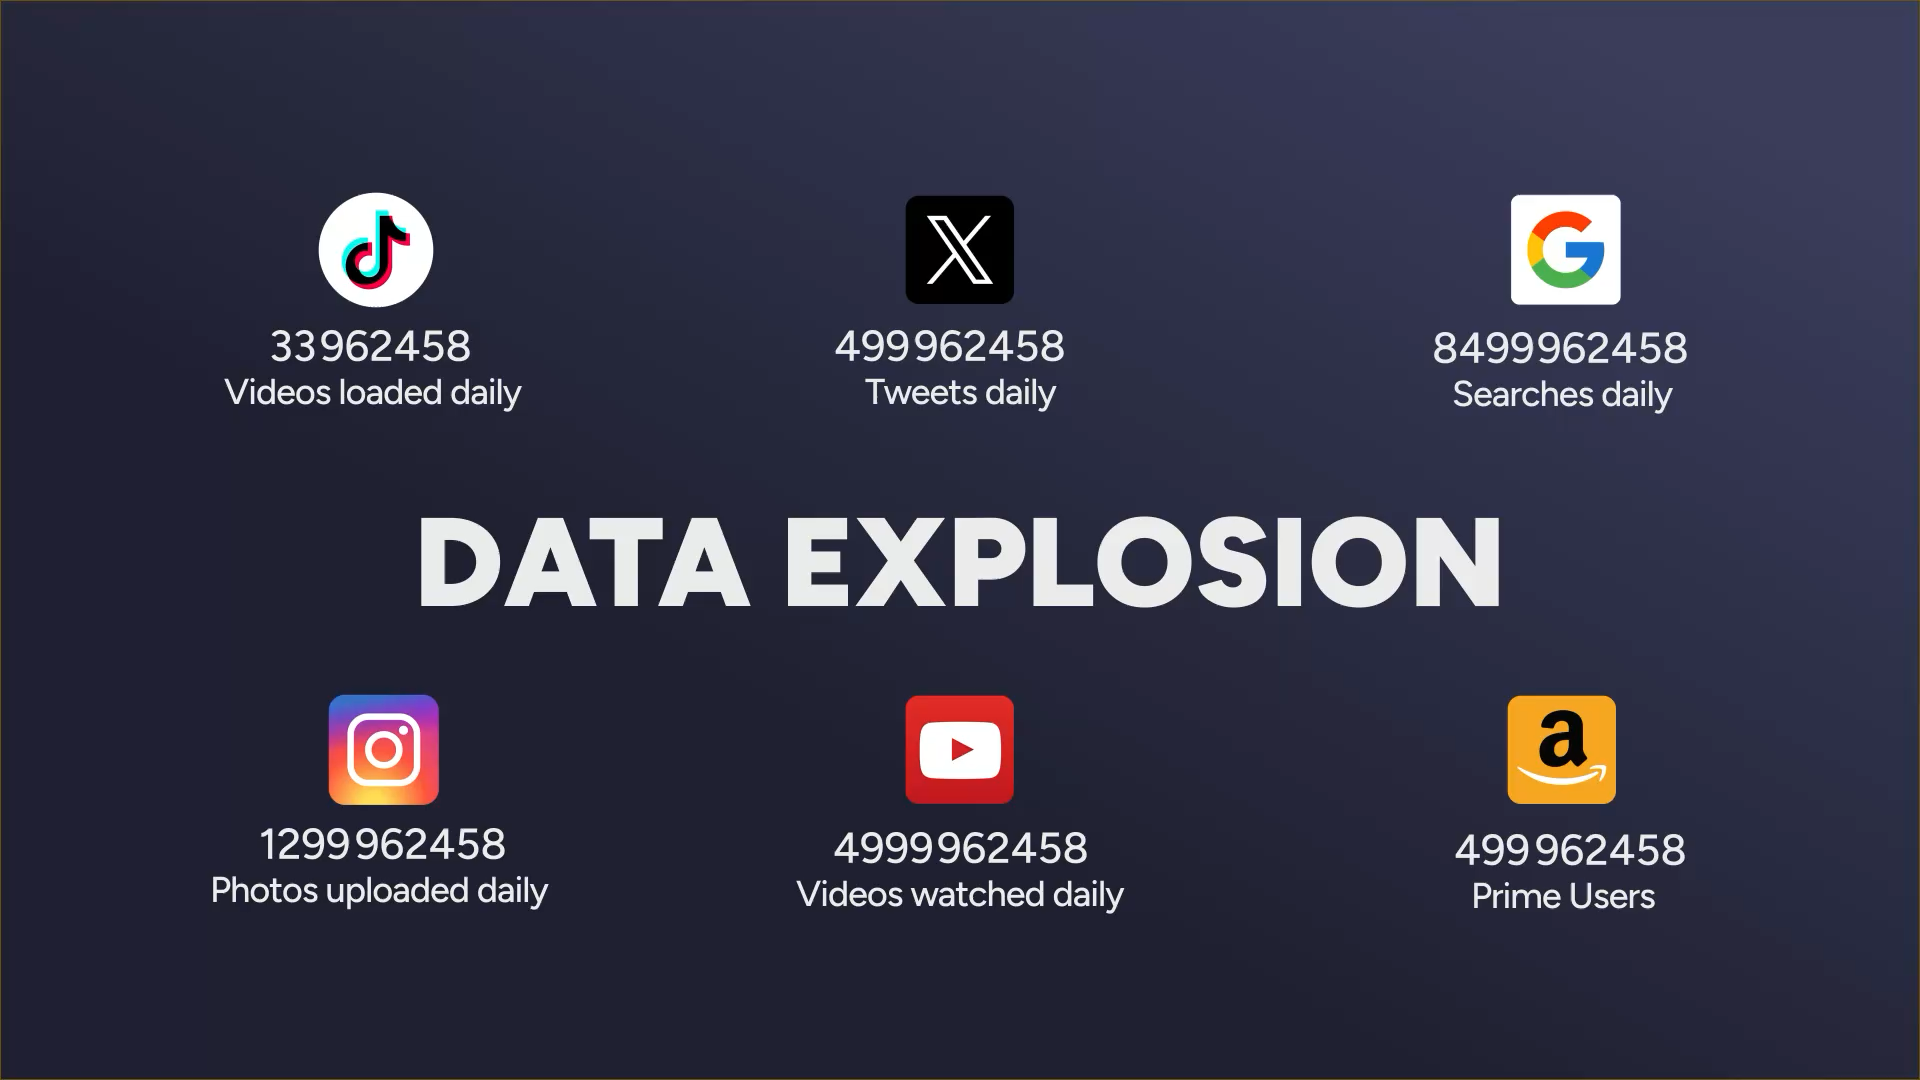 33962458
Videos loaded daily
499962458
Tweets daily
8499962458
Searches daily
DATA EXPLOSION
1299962458
Photos uploaded daily
4999962458
Videos watched daily
499962458
Prime Users